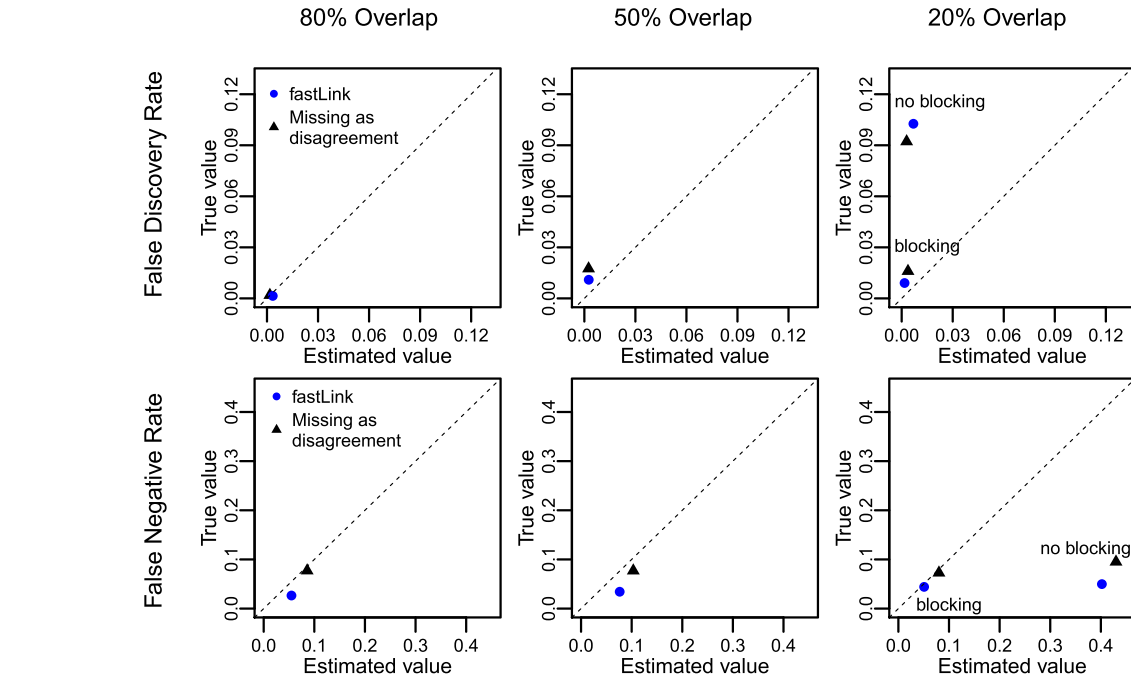 80% Overlap
50% Overlap
20% Overlap
False Discovery Rate
True value
0.00
0.03
0.06
0.09
0.12
fastLink
Missing as
disagreement
0.00 0.03 0.06 0.09 0.12
Estimated value
True value
0.00
0.03
0.06
0.09
0.12
0.00 0.03 0.06 0.09 0.12
Estimated value
True value
0.00
0.03
0.06
0.09
0.12
no blocking
blocking
0.00 0.03 0.06 0.09 0.12
Estimated value
False Negative Rate
True value
0.0
0.1
0.2
0.3
0.4
fastLink
Missing as
disagreement
0.0 0.1 0.2 0.3 0.4
Estimated value
True value
0.0
0.1
0.2
0.3
0.4
0.0 0.1 0.2 0.3 0.4
Estimated value
True value
0.0
0.1
0.2
0.3
0.4
no blocking
blocking
0.0 0.1 0.2 0.3 0.4
Estimated value